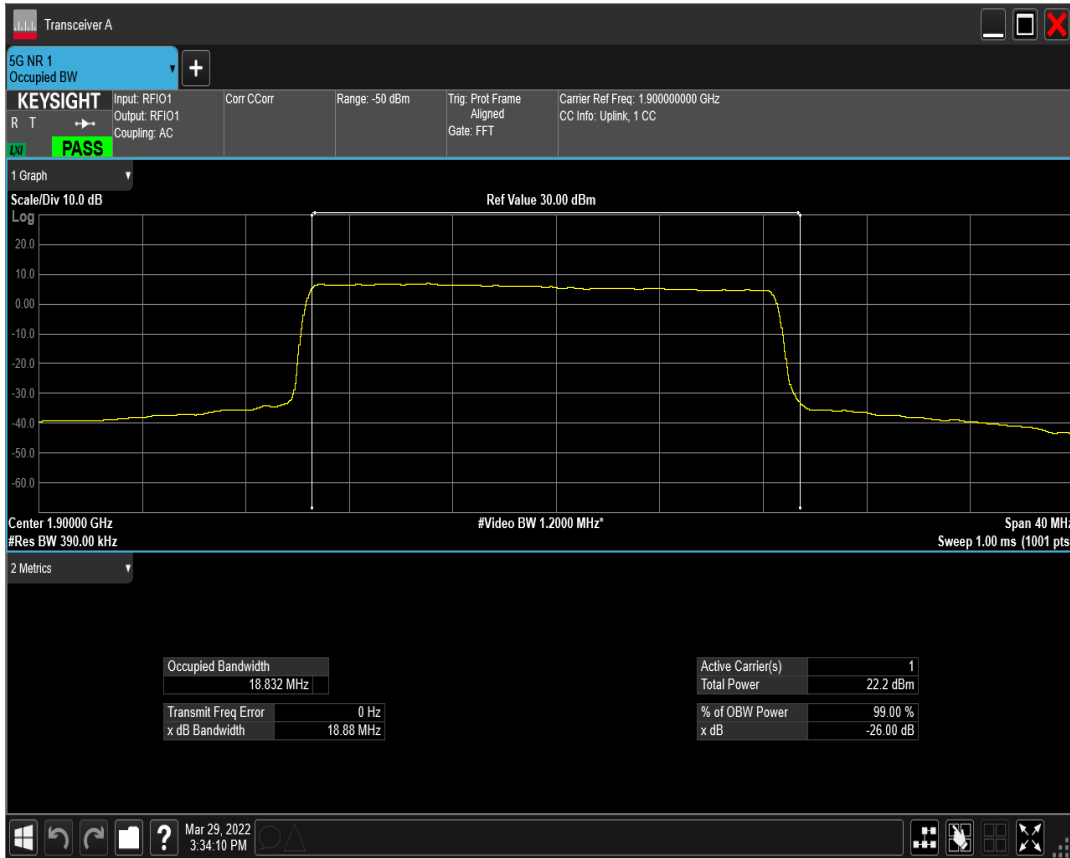 Transceiver A
5G NR 1
Occupied BW
KEYSIGHT
R T
LXI
PASS
Input: RFIO1
Output: RFIO1
Coupling: AC
Corr CCorr
Range: -50 dBm
Trig: Prot Frame
Aligned
Gate: FFT
Carrier Ref Freq: 1.900000000 GHz
CC Info: Uplink, 1 CC
1 Graph
Scale/Div 10.0 dB
Ref Value 30.00 dBm
Log
20.0
10.0
0.00
-10.0
-20.0
-30.0
-40.0
-50.0
-60.0
Center 1.90000 GHz
#Video BW 1.2000 MHz*
Span 40 MHz
#Res BW 390.00 kHz
Sweep 1.00 ms (1001 pts
2 Metrics
Occupied Bandwidth
18.832 MHz
Transmit Freq Error 0 Hz
x dB Bandwidth 18.88 MHz
Active Carrier(s) 1
Total Power 22.2 dBm
% of OBW Power 99.00 %
x dB -26.00 dB
Mar 29, 2022
3:34:10 PM